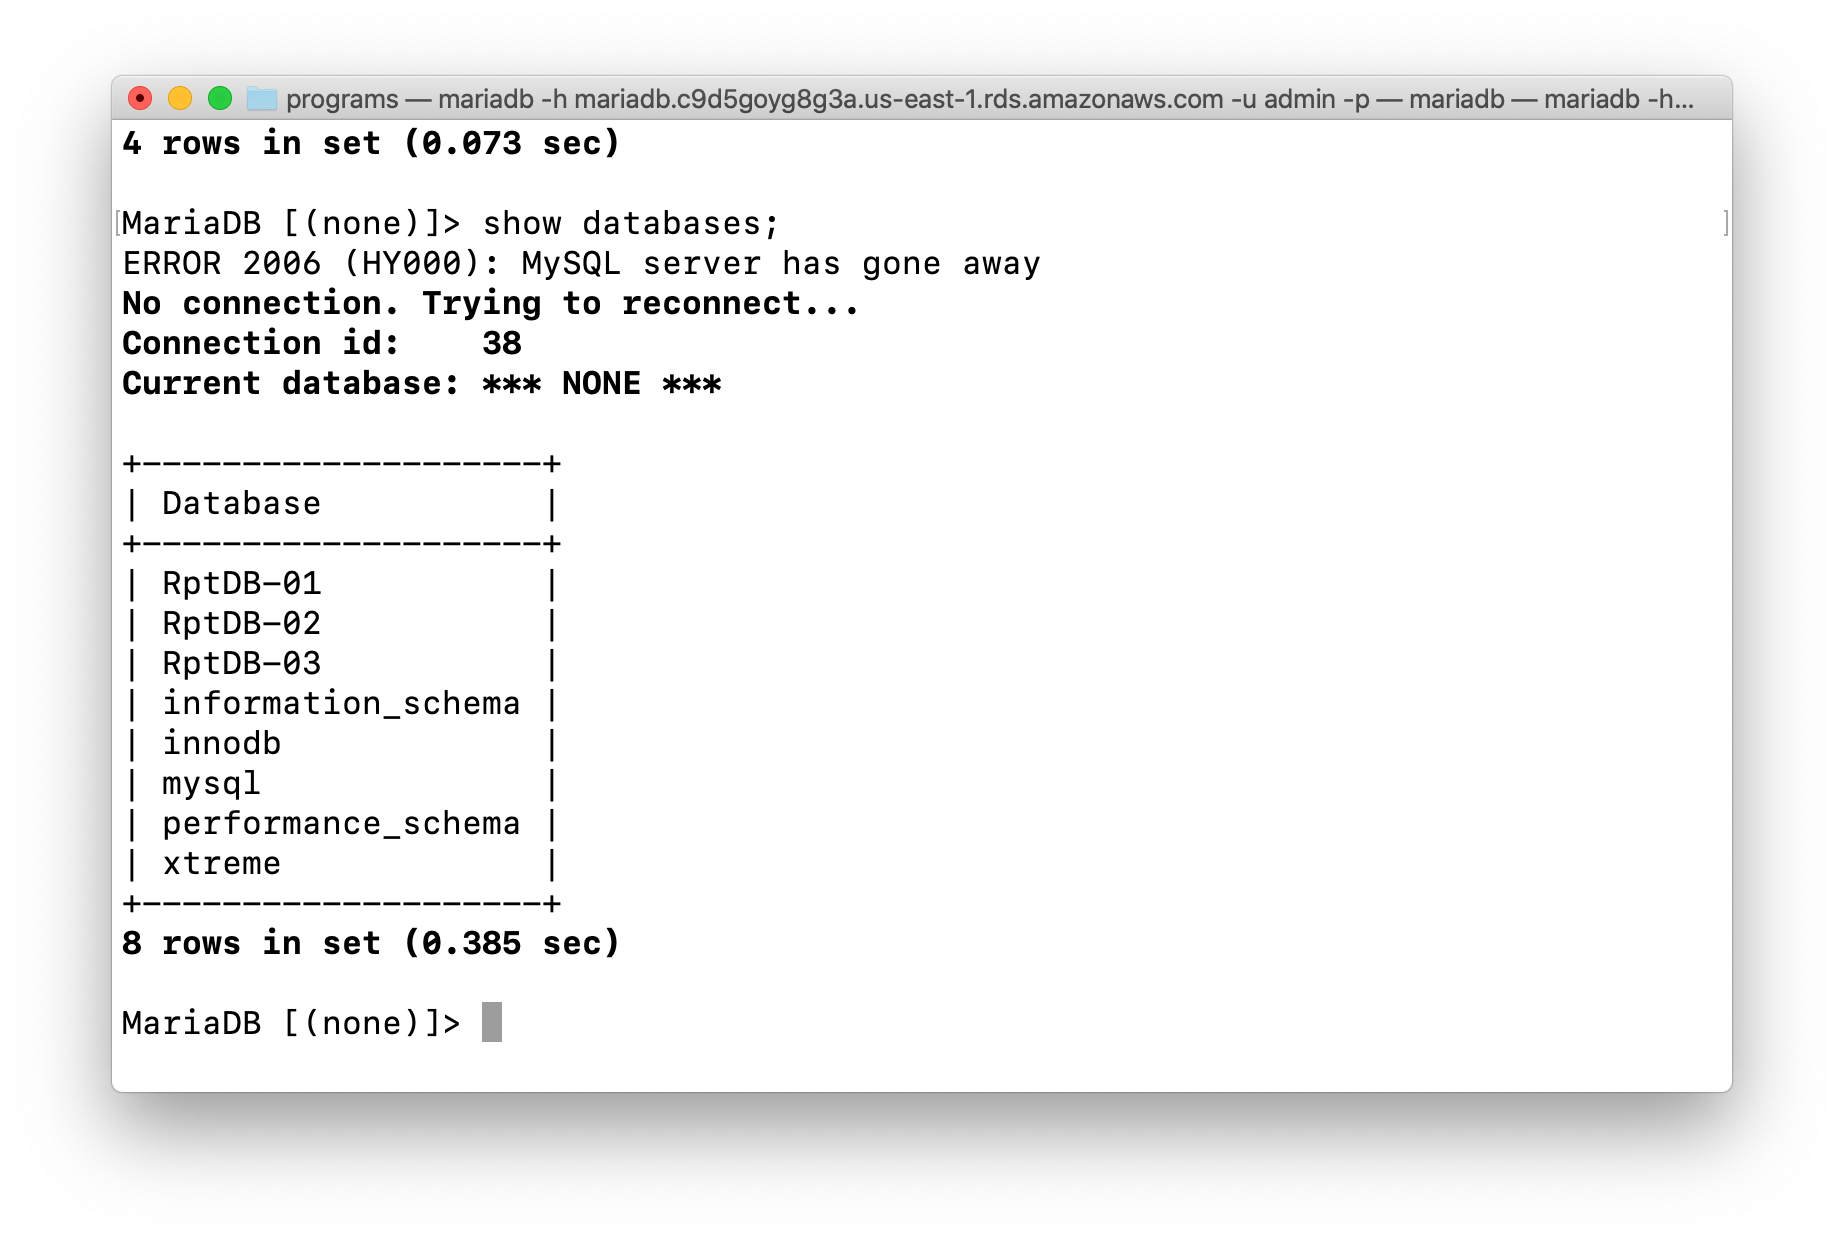 programs — mariadb -h mariadb.c9d5goyg8g3a.us-east-1.rds.amazonaws.com -u admin -p — mariadb — mariadb -h...
4 rows in set (0.073 sec)
[MariaDB [(none)]> show databases; ]
ERROR 2006 (HY000): MySQL server has gone away
No connection. Trying to reconnect...
Connection id:    38
Current database: *** NONE ***
+--------------------+
| Database           |
+--------------------+
| RptDB-01           |
| RptDB-02           |
| RptDB-03           |
| information_schema |
| innodb             |
| mysql              |
| performance_schema |
| xtreme             |
+--------------------+
8 rows in set (0.385 sec)
MariaDB [(none)]>